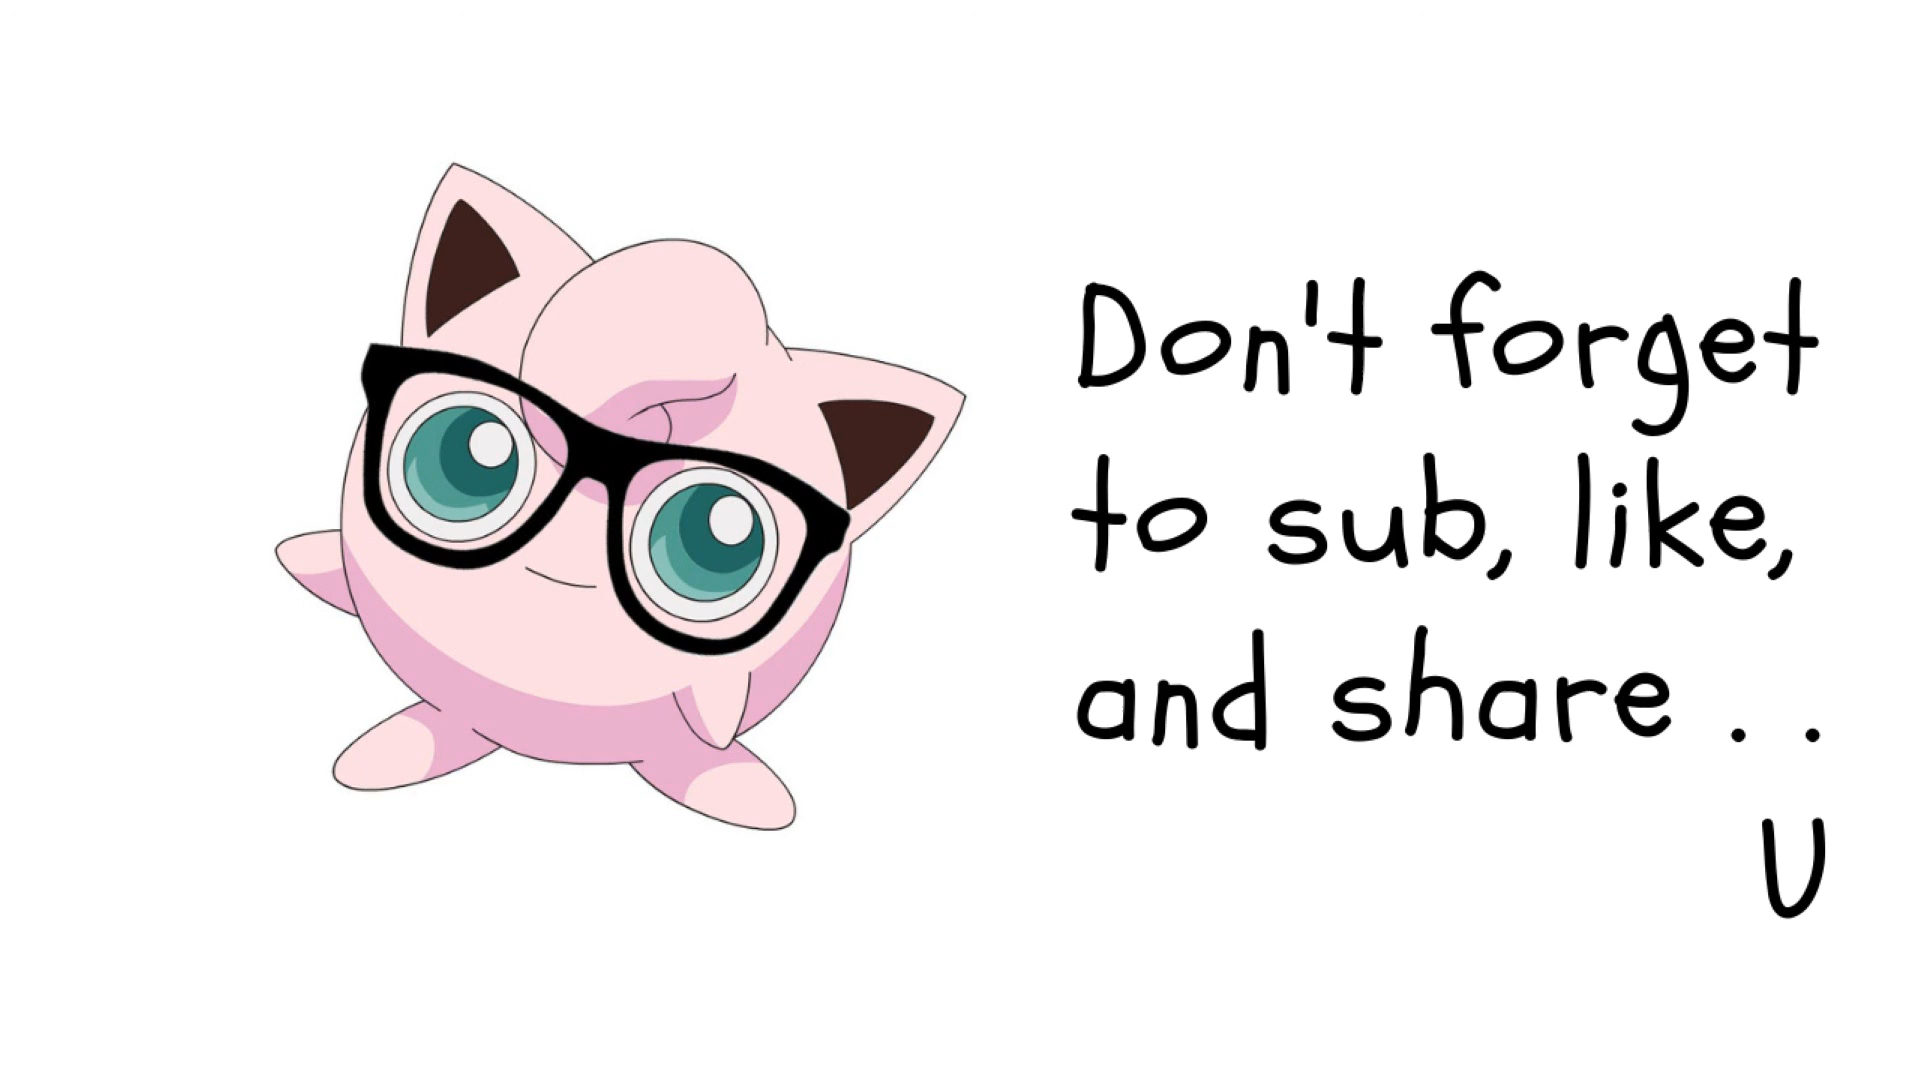 Don't forget
to sub, like,
and share . .
U